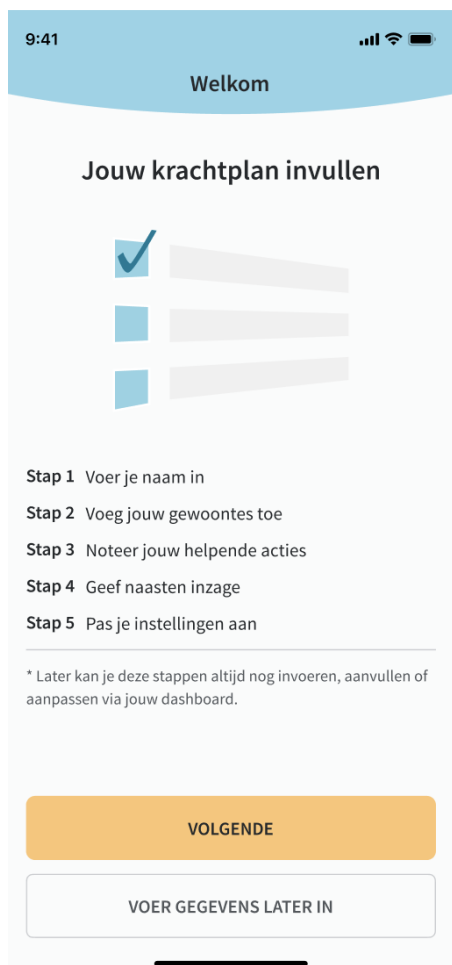 9:41
Welkom
Jouw krachtplan invullen
Stap 1 Voer je naam in
Stap 2 Voeg jouw gewoontes toe
Stap 3 Noteer jouw helpende acties
Stap 4 Geef naasten inzage
Stap 5 Pas je instellingen aan
* Later kan je deze stappen altijd nog invoeren, aanvullen of
aanpassen via jouw dashboard.
VOLGENDE
VOER GEGEVENS LATER IN